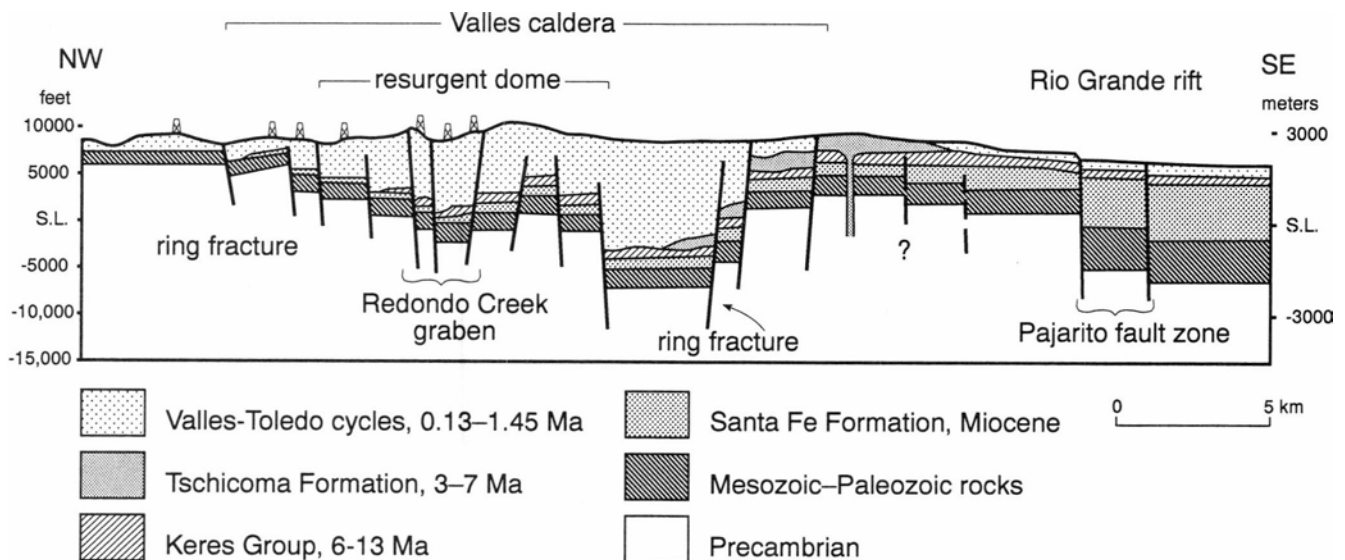 Valles caldera
NW
SE
resurgent dome
Rio Grande rift
feet
meters
10000
3000
5000
S.L.
S.L.
ring fracture
?
-5000
Redondo Creek
graben
-10,000
-3000
ring fracture
Pajarito fault zone
-15,000
Valles-Toledo cycles, 0.13–1.45 Ma
Santa Fe Formation, Miocene
0 5 km
Tschicoma Formation, 3–7 Ma
Mesozoic–Paleozoic rocks
Keres Group, 6-13 Ma
Precambrian